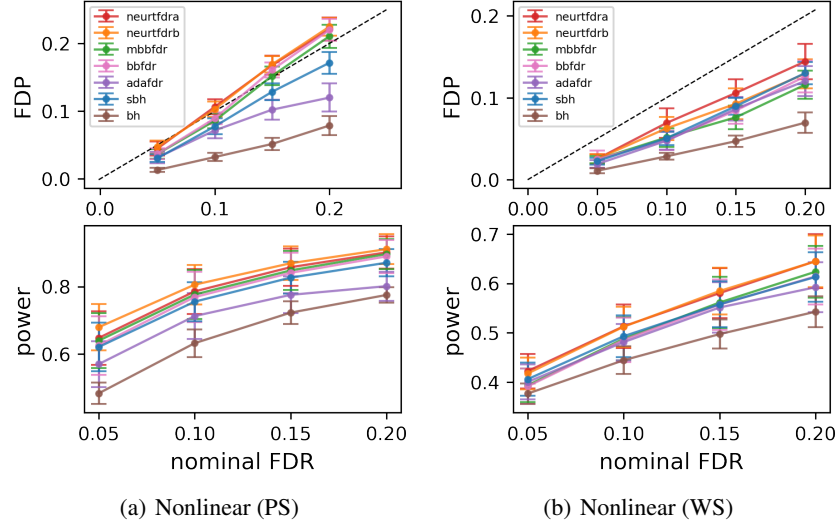 FDP
0.2
0.1
0.0
neurtfdra
neurtfdrb
mbbfdr
bbfdr
adafdr
sbh
bh
0.0
0.1
0.2
FDP
0.2
0.1
0.0
neurtfdra
neurtfdrb
mbbfdr
bbfdr
adafdr
sbh
bh
0.00 0.05 0.10 0.15 0.20
power
0.8
0.6
0.05 0.10 0.15 0.20
nominal FDR
power
0.7
0.6
0.5
0.4
0.05 0.10 0.15 0.20
nominal FDR
(a) Nonlinear (PS)
(b) Nonlinear (WS)